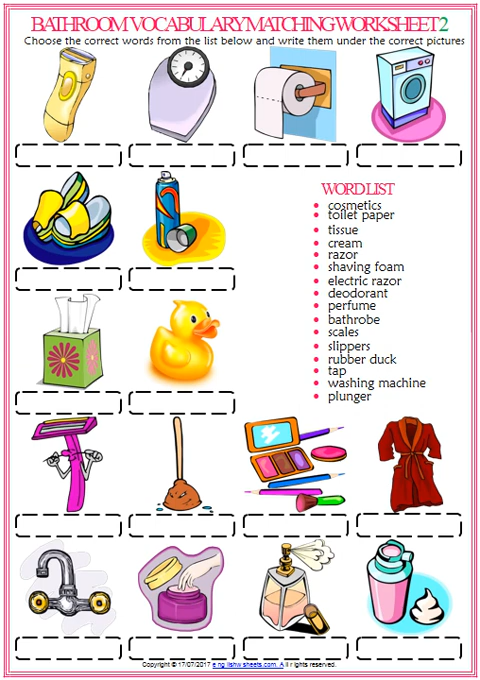 BATHROOM VOCABULARY MATCHING WORKSHEET 2
Choose the correct words from the list below and write them under the correct pictures
WORD LIST
• cosmetics
• toilet paper
• tissue
• cream
• razor
• shaving foam
• electric razor
• deodorant
• perfume
• bathrobe
• scales
• slippers
• rubber duck
• tap
• washing machine
• plunger
Copyright © 17/07/2017 englishwsheets.com. All rights reserved.